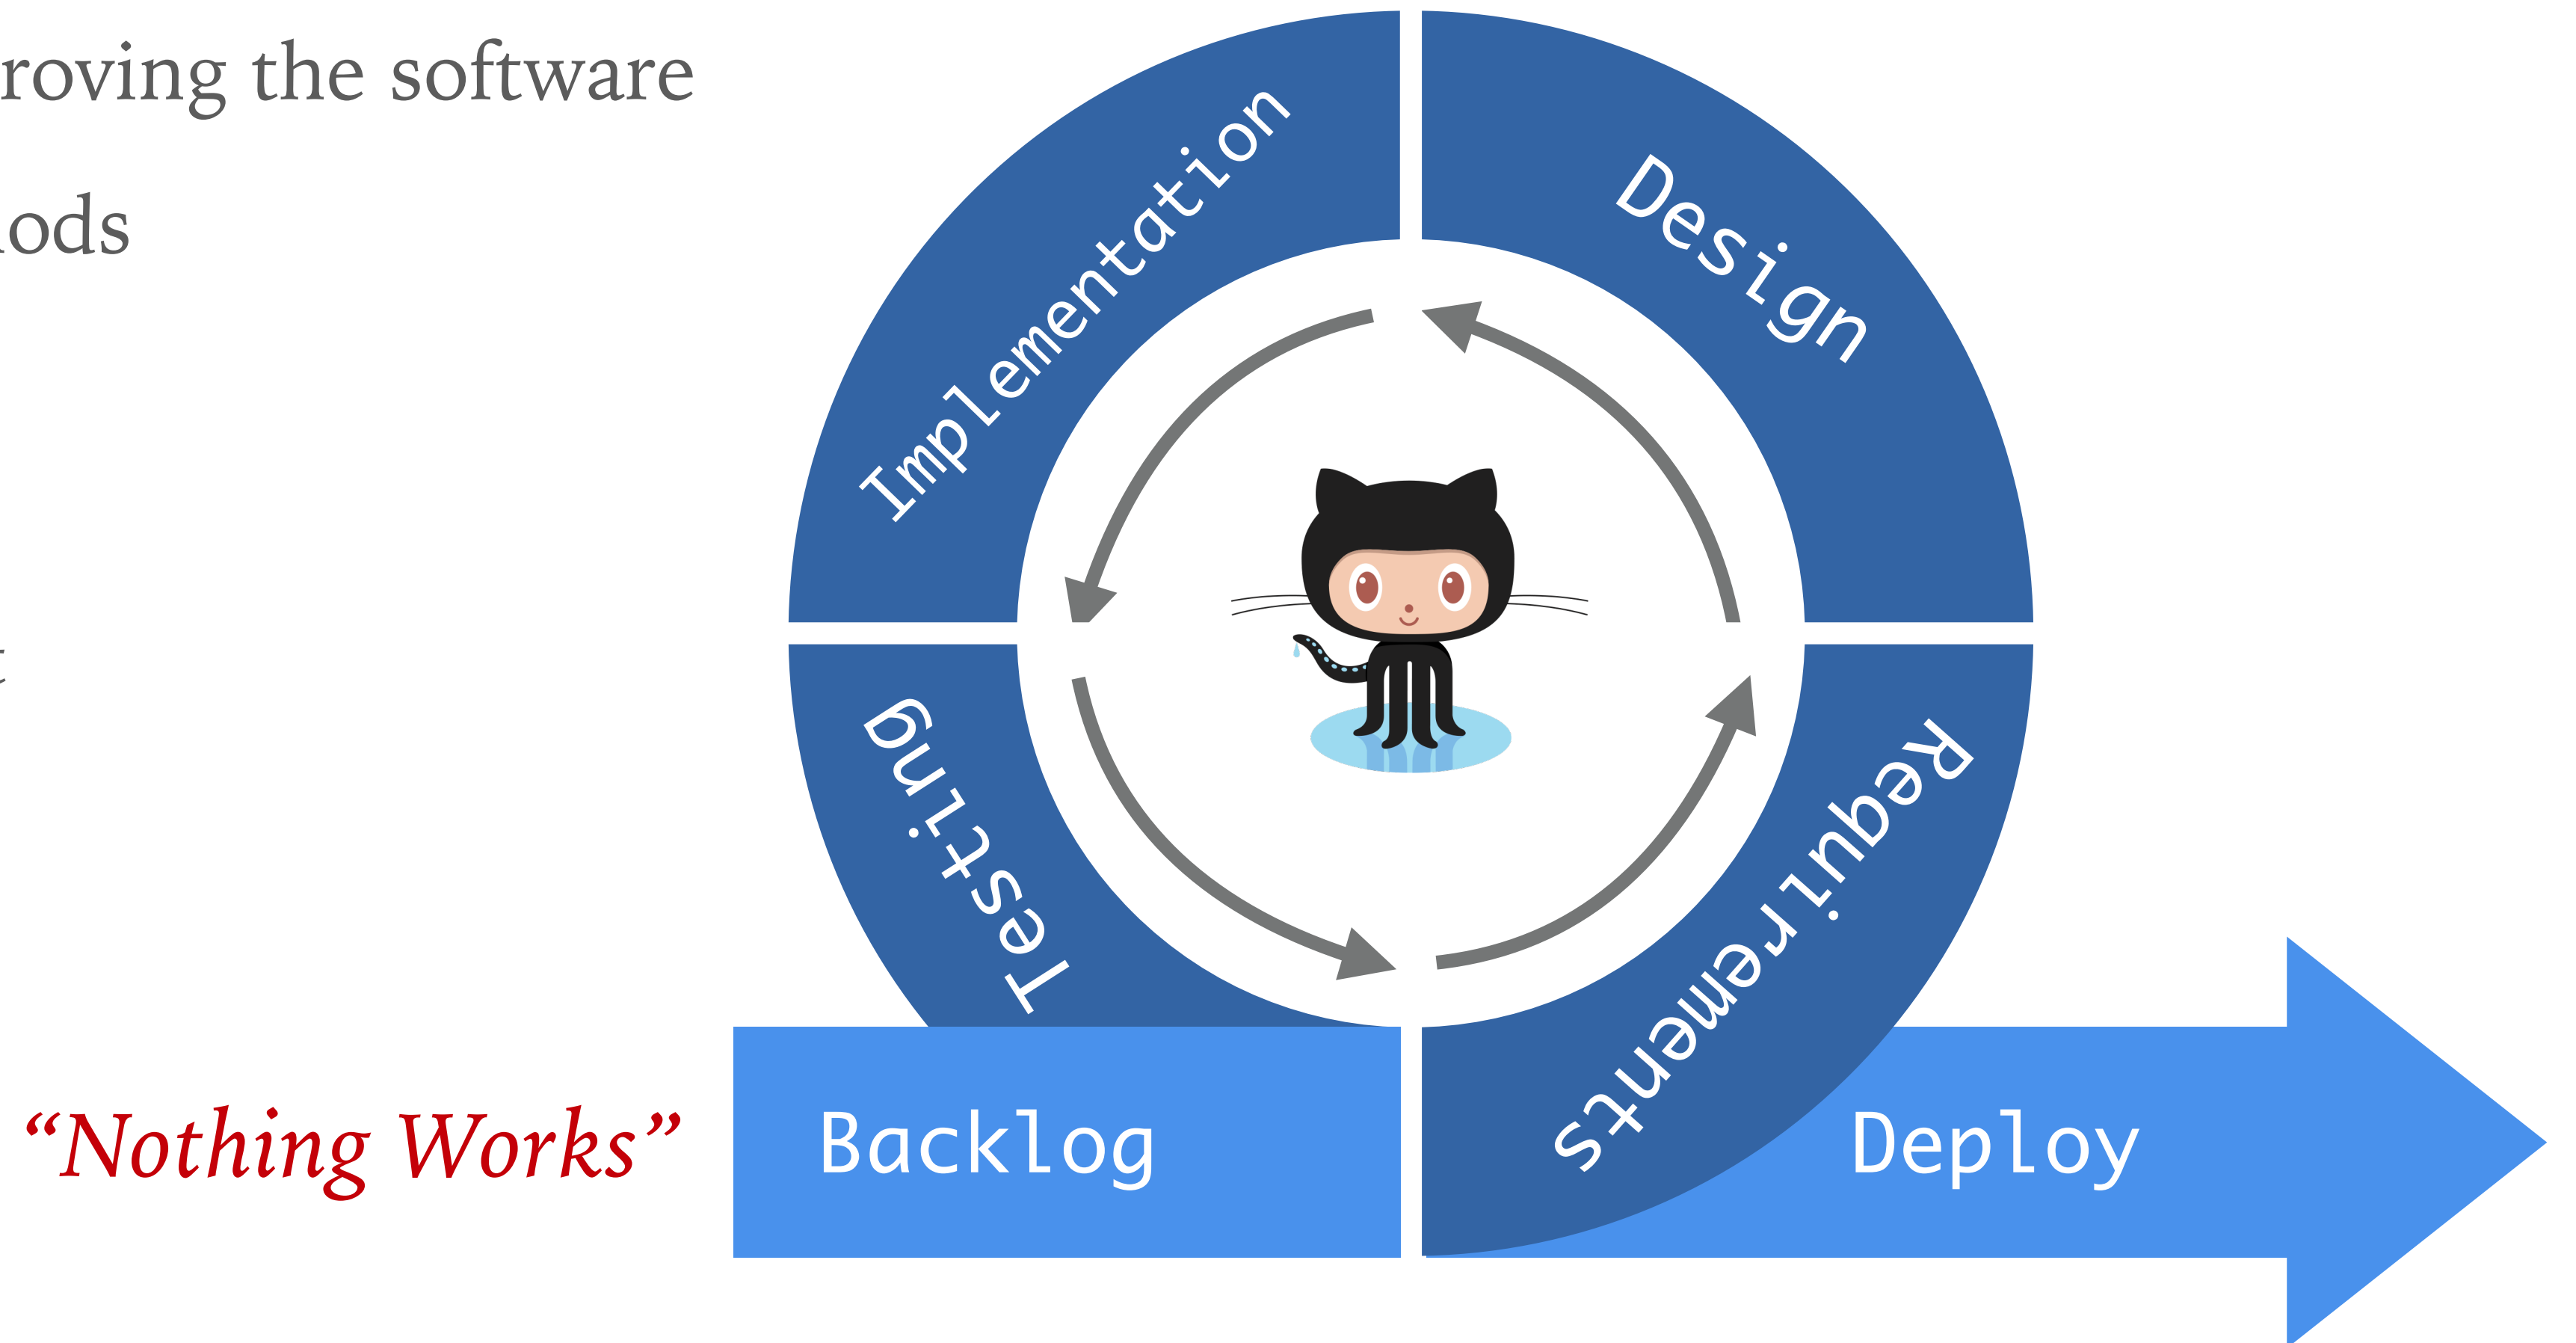 roving the software
ods
t
Implementation
Design
Testing
Requirements
“Nothing Works”
Backlog
Deploy